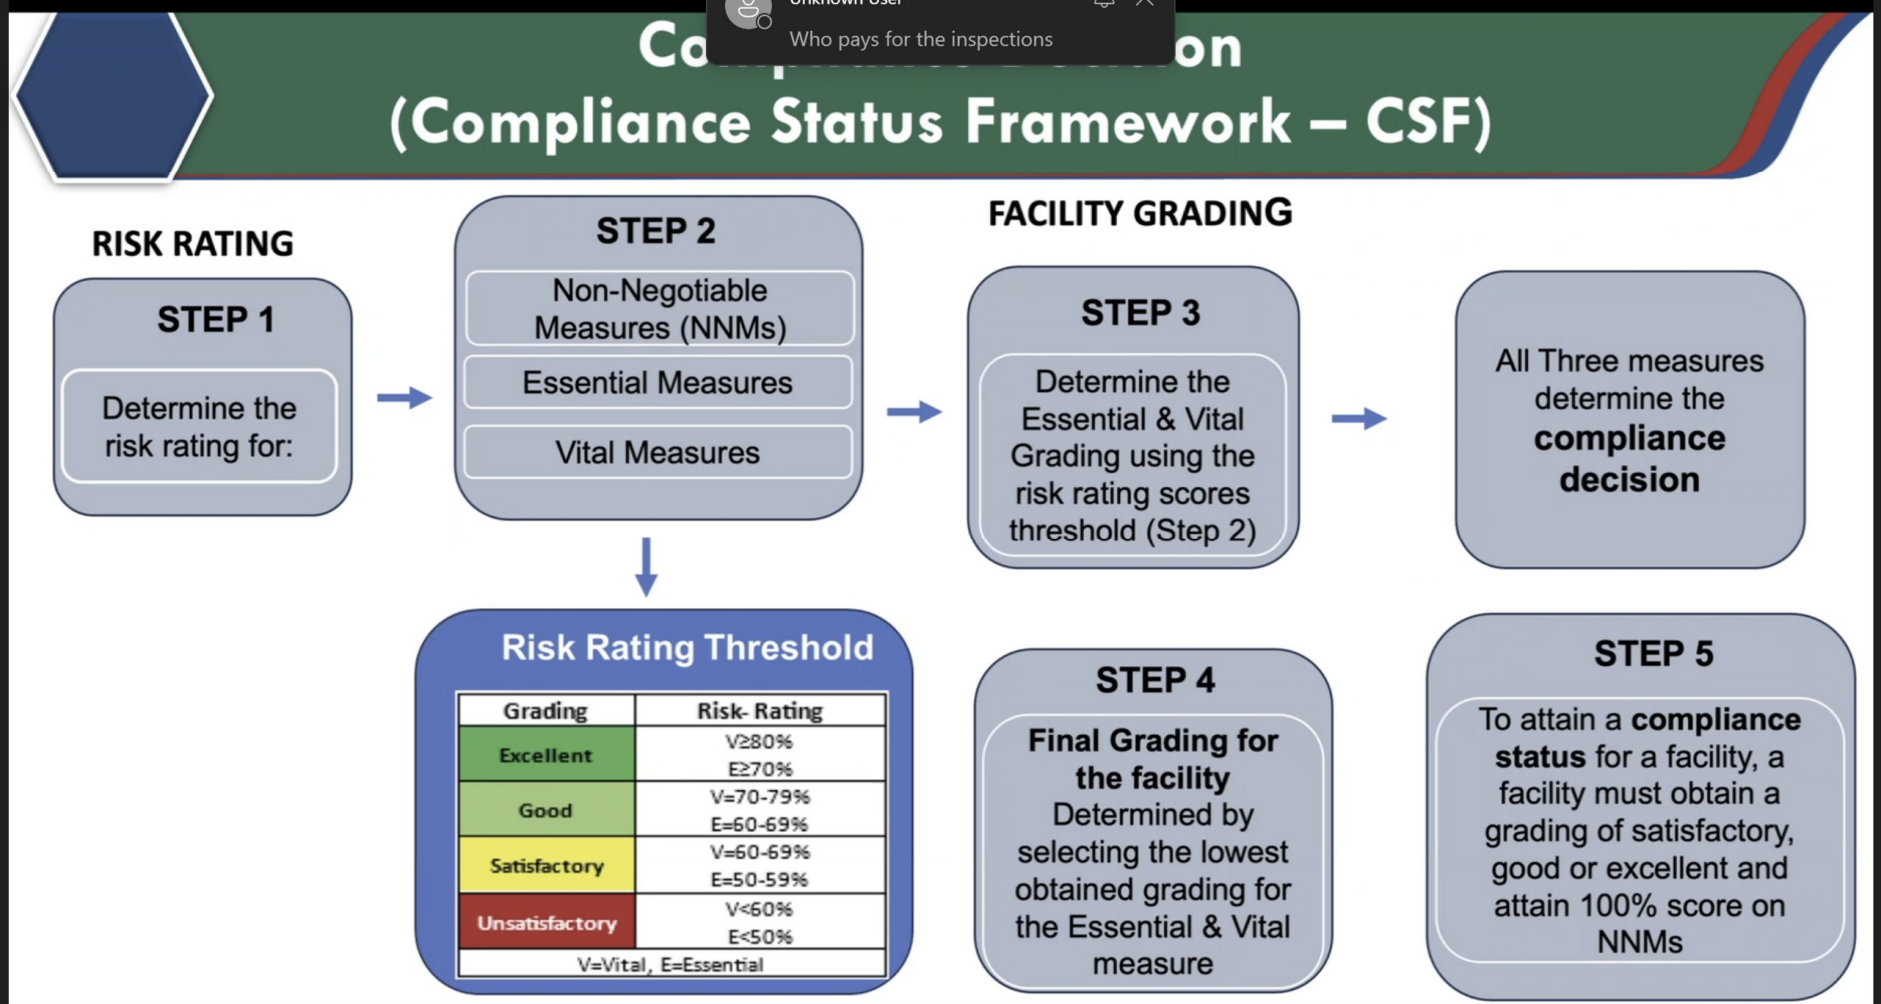 Who pays for the inspections
(Compliance Status Framework – CSF)
RISK RATING
STEP 1
Determine the
risk rating for:
STEP 2
Non-Negotiable
Measures (NNMs)
Essential Measures
Vital Measures
Risk Rating Threshold
Grading Risk- Rating
Excellent
V≥80%
E≥70%
Good
V=70-79%
E=60-69%
Satisfactory
V=60-69%
E=50-59%
Unsatisfactory
V<60%
E<50%
V=Vital, E=Essential
FACILITY GRADING
STEP 3
Determine the
Essential & Vital
Grading using the
risk rating scores
threshold (Step 2)
All Three measures
determine the
compliance
decision
STEP 4
Final Grading for
the facility
Determined by
selecting the lowest
obtained grading for
the Essential & Vital
measure
STEP 5
To attain a compliance
status for a facility, a
facility must obtain a
grading of satisfactory,
good or excellent and
attain 100% score on
NNMs